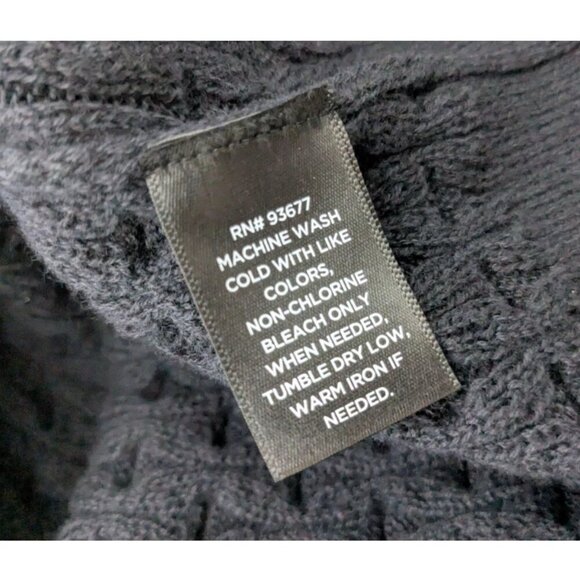 RN# 93677
MACHINE WASH
COLD WITH LIKE
COLORS,
NON-CHLORINE
BLEACH ONLY
WHEN NEEDED,
TUMBLE DRY LOW,
WARM IRON IF
NEEDED.